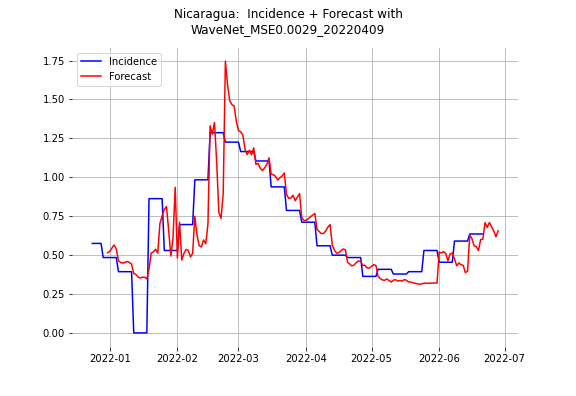 Nicaragua:  Incidence + Forecast with
WaveNet_MSE0.0029_20220409
Incidence
Forecast
1.75
1.50
1.25
1.00
0.75
0.50
0.25
0.00
2022-01 2022-02 2022-03 2022-04 2022-05 2022-06 2022-07